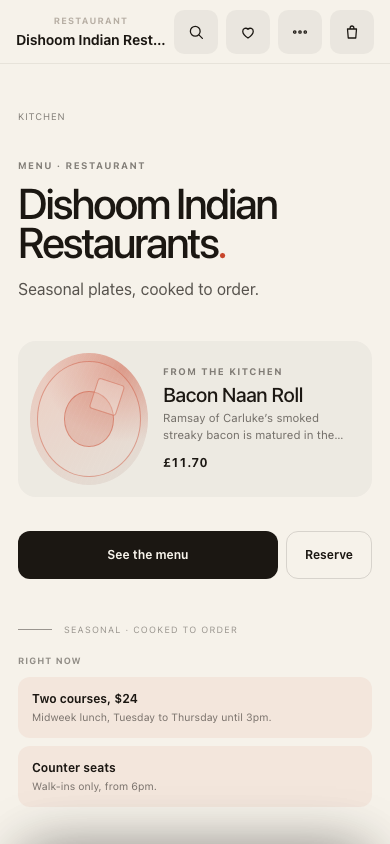 RESTAURANT
Dishoom Indian Rest...
KITCHEN
MENU · RESTAURANT
Dishoom Indian
Restaurants.
Seasonal plates, cooked to order.
FROM THE KITCHEN
Bacon Naan Roll
Ramsay of Carluke's smoked
streaky bacon is matured in the...
£11.70
See the menu
Reserve
SEASONAL · COOKED TO ORDER
RIGHT NOW
Two courses, $24
Midweek lunch, Tuesday to Thursday until 3pm.
Counter seats
Walk-ins only, from 6pm.